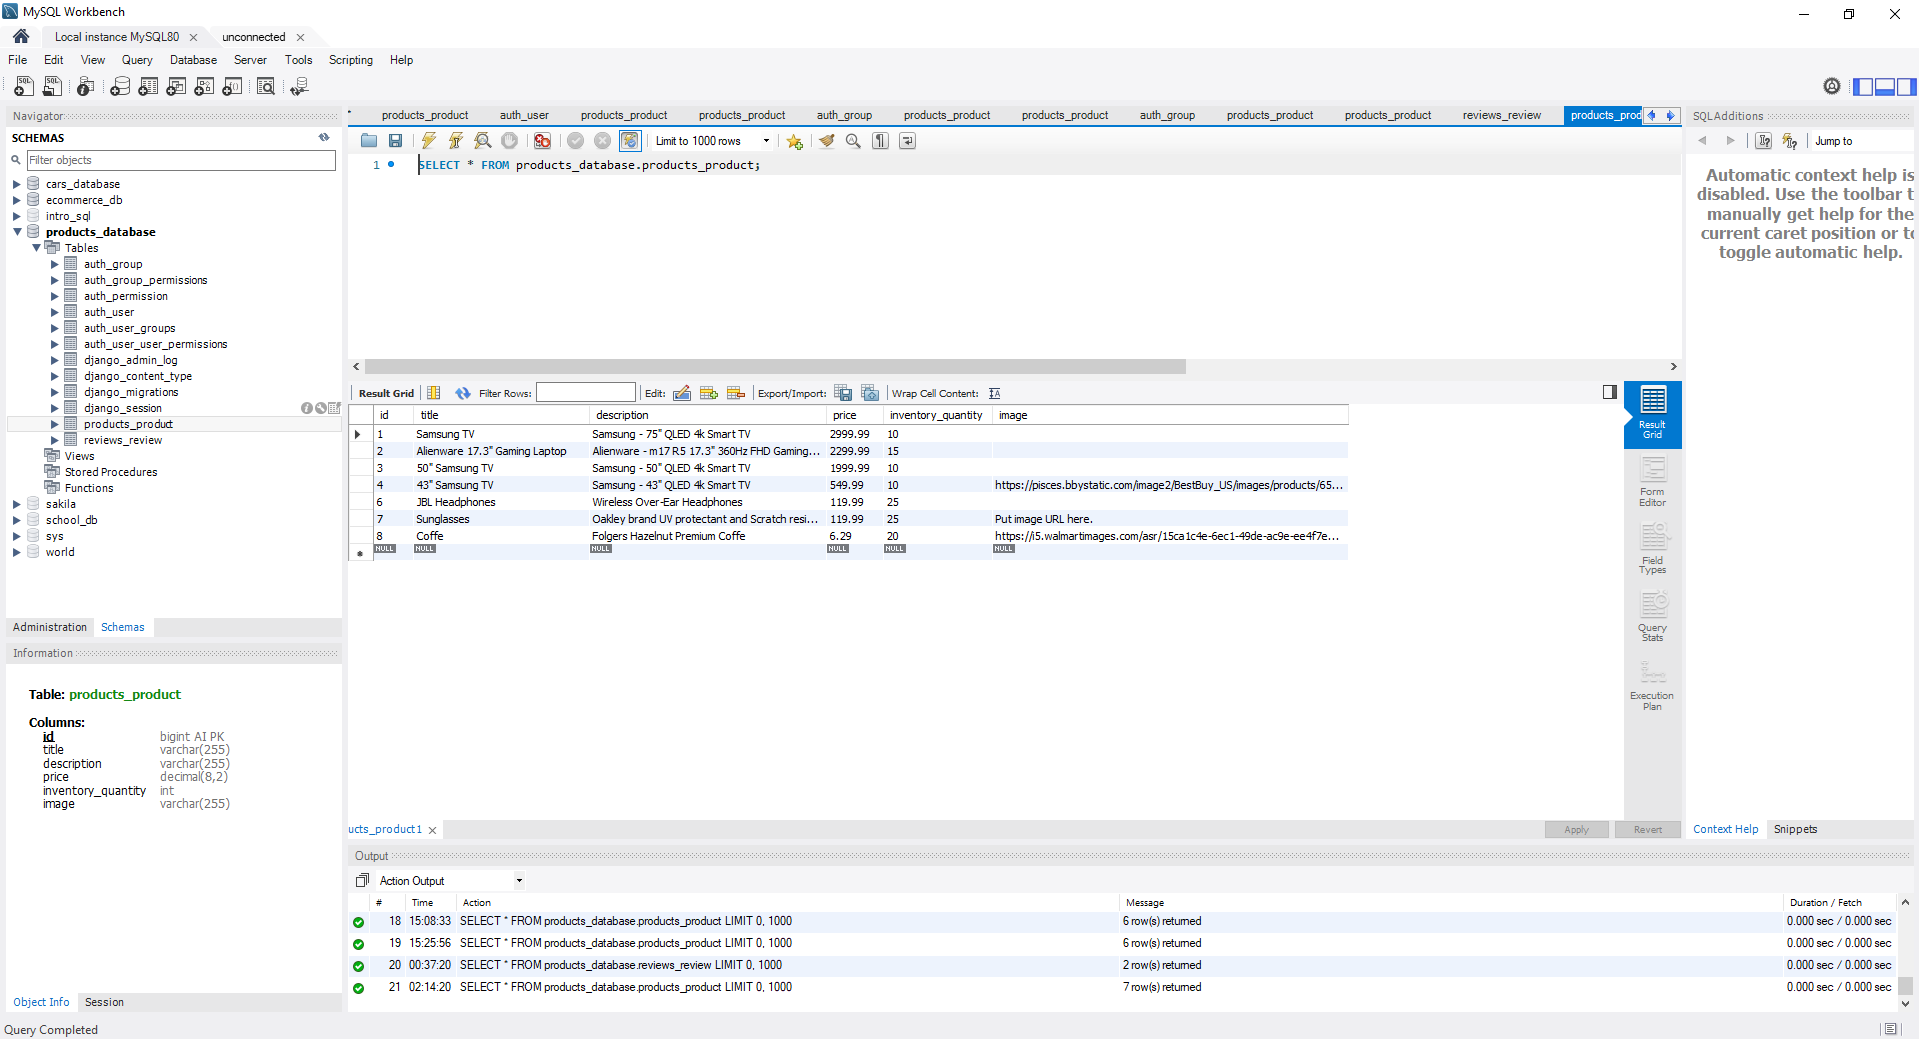 MySQL Workbench
Local instance MySQL80
unconnected
File Edit View Query Database Server Tools Scripting Help
Navigator
SCHEMAS
Filter objects
cars_database
ecommerce_db
intro_sql
products_database
Tables
auth_group
auth_group_permissions
auth_permission
auth_user
auth_user_groups
auth_user_user_permissions
django_admin_log
django_content_type
django_migrations
django_session
products_product
reviews_review
Views
Stored Procedures
Functions
sakila
school_db
sys
world
Administration Schemas
Information
Table: products_product
Columns:
id bigint AI PK
title varchar(255)
description varchar(255)
price decimal(8,2)
inventory_quantity int
image varchar(255)
Object Info Session
products_product auth_user products_product products_product auth_group products_product products_product auth_group products_product products_product reviews_review products_prod
Limit to 1000 rows
1 SELECT * FROM products_database.products_product;
Result Grid Filter Rows: Edit: Export/Import: Wrap Cell Content:
id title description price inventory_quantity image
1 Samsung TV Samsung - 75" QLED 4k Smart TV 2999.99 10
2 Alienware 17.3" Gaming Laptop Alienware - m17 R5 17.3" 360Hz FHD Gaming... 2299.99 15
3 50" Samsung TV Samsung - 50" QLED 4k Smart TV 1999.99 10
4 43" Samsung TV Samsung - 43" QLED 4k Smart TV 549.99 10 https://pisces.bbystatic.com/image2/BestBuy_US/images/products/65...
6 JBL Headphones Wireless Over-Ear Headphones 119.99 25
7 Sunglasses Oakley brand UV protectant and Scratch resi... 119.99 25 Put image URL here.
8 Coffe Folgers Hazelnut Premium Coffe 6.29 20 https://i5.walmartimages.com/asr/15ca1c4e-6ec1-49de-ac9e-ee4f7e...
NULL NULL NULL NULL NULL NULL
Result Grid
Form Editor
Field Types
Query Stats
Execution Plan
ucts_product1
Apply Revert
SQLAdditions
Jump to
Automatic context help is
disabled. Use the toolbar t
manually get help for the
current caret position or to
toggle automatic help.
Context Help Snippets
Output
Action Output
# Time Action Message Duration / Fetch
18 15:08:33 SELECT * FROM products_database.products_product LIMIT 0, 1000 6 row(s) returned 0.000 sec / 0.000 sec
19 15:25:56 SELECT * FROM products_database.products_product LIMIT 0, 1000 6 row(s) returned 0.000 sec / 0.000 sec
20 00:37:20 SELECT * FROM products_database.reviews_review LIMIT 0, 1000 2 row(s) returned 0.000 sec / 0.000 sec
21 02:14:20 SELECT * FROM products_database.products_product LIMIT 0, 1000 7 row(s) returned 0.000 sec / 0.000 sec
Query Completed